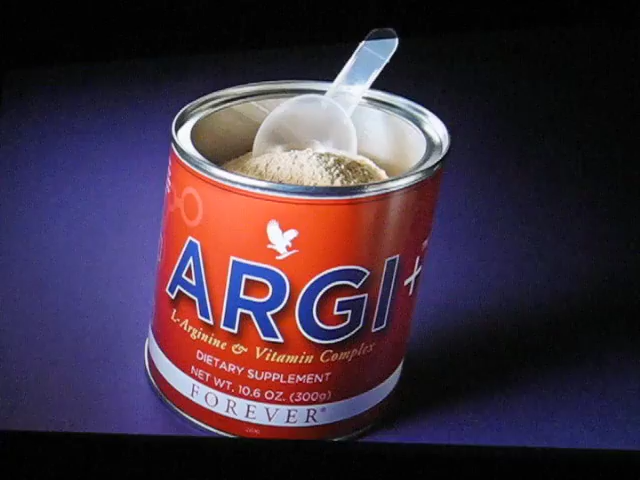 ARGI+
L-Arginine & Vitamin Complex
DIETARY SUPPLEMENT
NET WT. 10.6 OZ. (300g)
FOREVER®